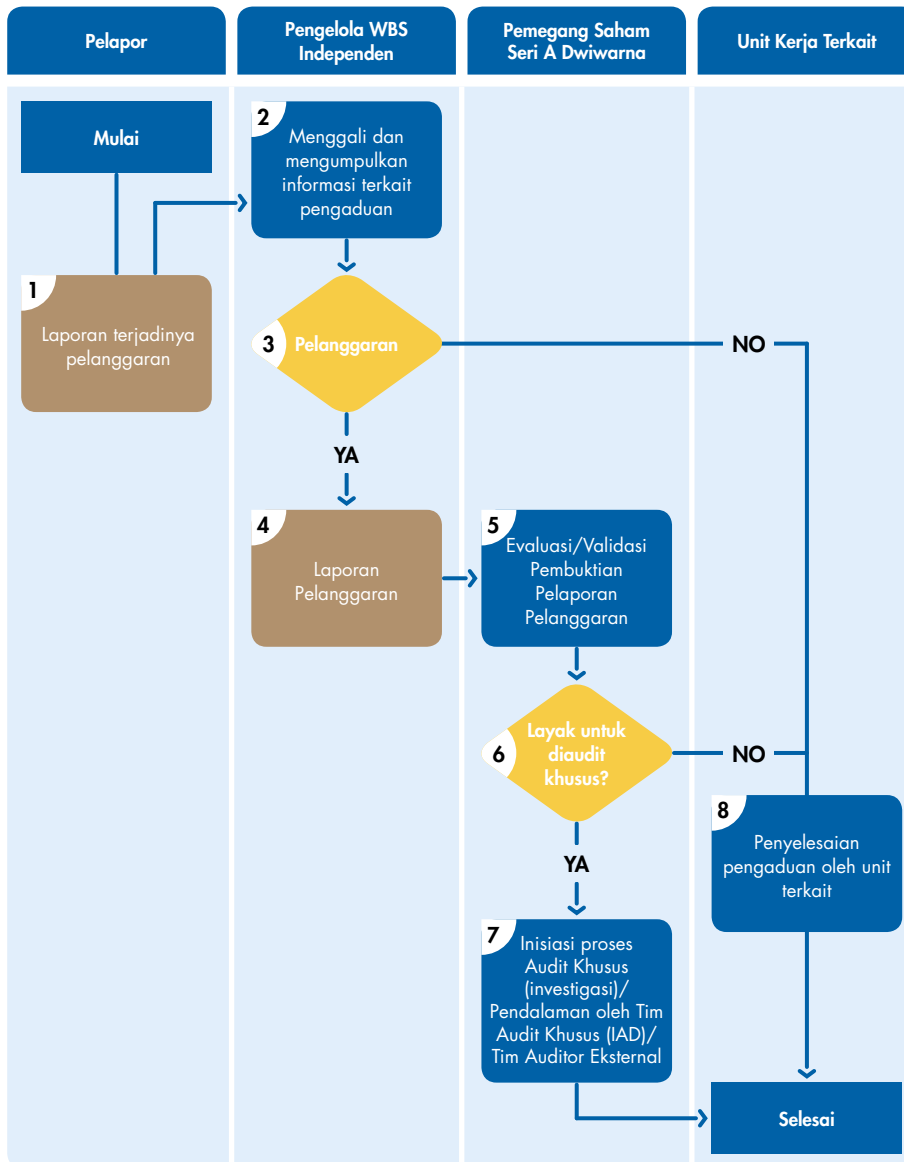 Pelapor
Pengelola WBS
Independen
Pemegang Saham
Seri A Dwiwarna
Unit Kerja Terkait
Mulai
1
Laporan terjadinya
pelanggaran
2
Menggali dan
mengumpulkan
informasi terkait
pengaduan
3
Pelanggaran
NO
YA
4
Laporan
Pelanggaran
5
Evaluasi/Validasi
Pembuktian
Pelaporan
Pelanggaran
6
Layak untuk
diaudit
khusus?
NO
YA
7
Inisiasi proses
Audit Khusus
(investigasi)/
Pendalaman oleh Tim
Audit Khusus (IAD)/
Tim Auditor Eksternal
8
Penyelesaian
pengaduan oleh unit
terkait
Selesai